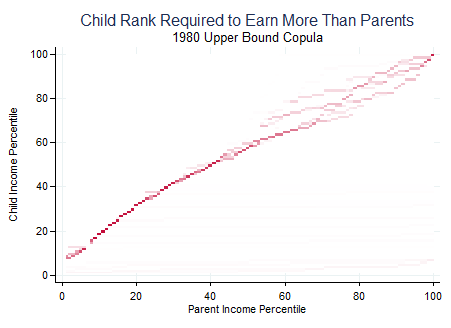 Child Rank Required to Earn More Than Parents
1980 Upper Bound Copula
Child Income Percentile
100
80
60
40
20
0
0 20 40 60 80 100
Parent Income Percentile